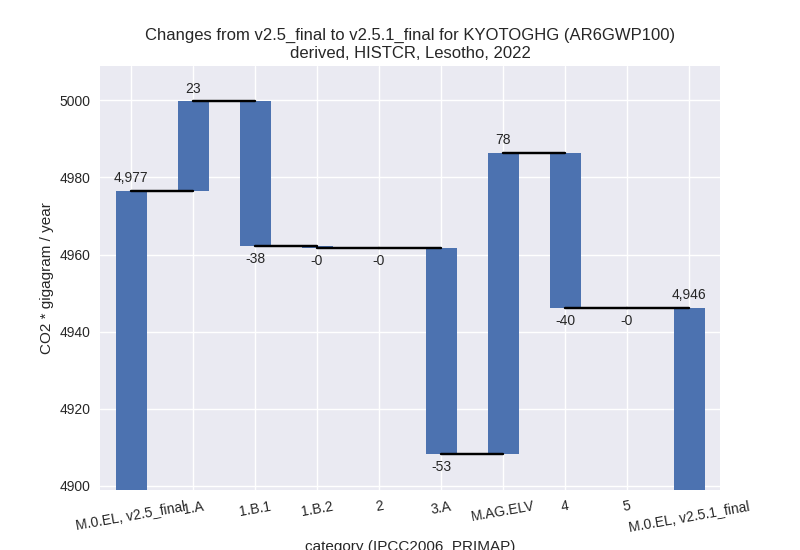 Changes from v2.5_final to v2.5.1_final for KYOTOGHG (AR6GWP100)
derived, HISTCR, Lesotho, 2022
CO2 * gigagram / year
5000
4980
4960
4940
4920
4900
4,977
23
-38
-0
-0
-53
78
-40
-0
4,946
M.0.EL, v2.5_final
1.A
1.B.1
1.B.2
2
3.A
M.AG.ELV
4
5
M.0.EL, v2.5.1_final
category (IPCC2006_PRIMAP)